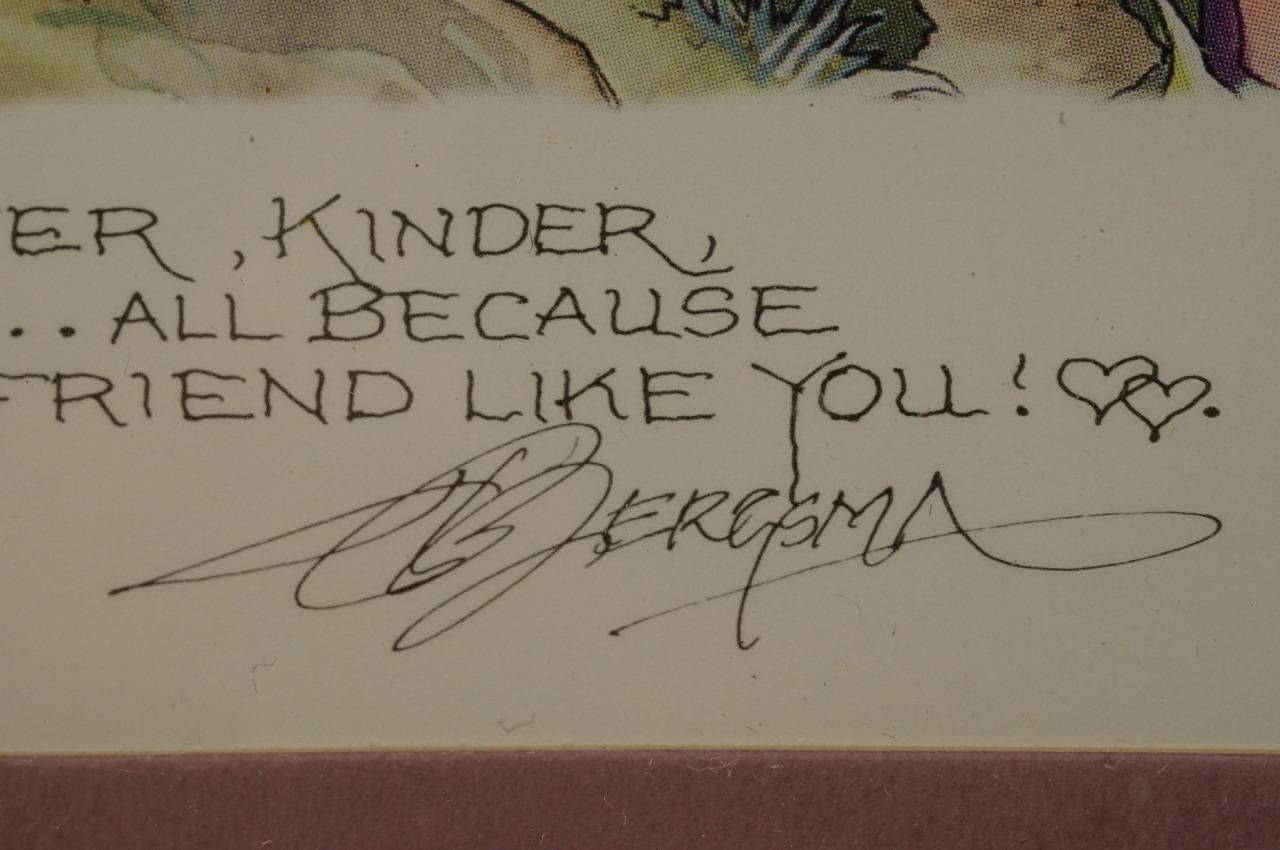 ER, KINDER,
.. ALL BECAUSE
FRIEND LIKE YOU!
BERGSMA